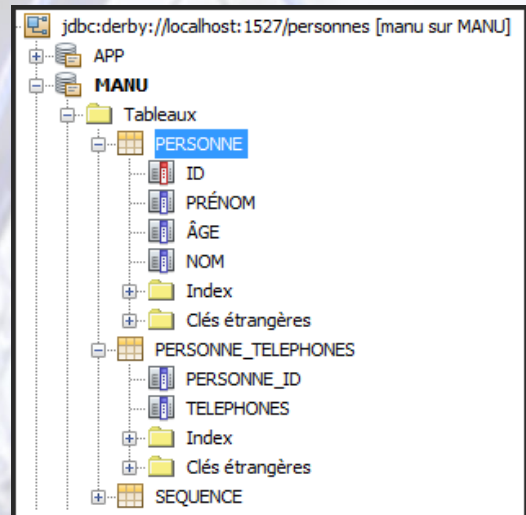 jdbc:derby://localhost:1527/personnes [manu sur MANU]
APP
MANU
Tableaux
PERSONNE
ID
PRÉNOM
ÂGE
NOM
Index
Clés étrangères
PERSONNE_TELEPHONES
PERSONNE_ID
TELEPHONES
Index
Clés étrangères
SEQUENCE